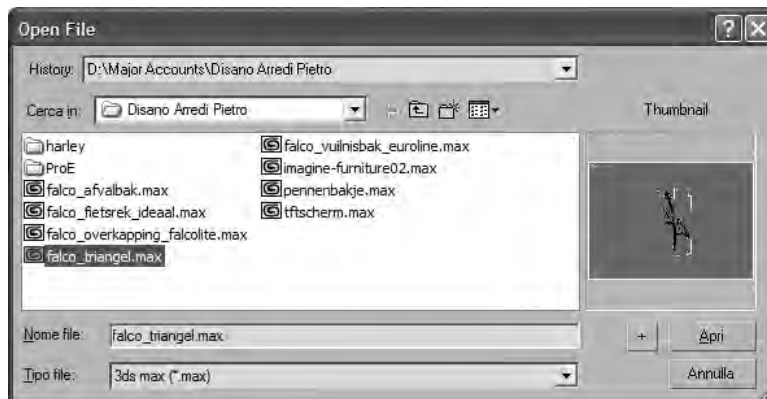 Open File
History: D:\Major Accounts\Disano Arredi Pietro
Cerca in: Disano Arredi Pietro
Thumbnail
harley
ProE
falco_afvalbak.max
falco_fietsrek_ideaal.max
falco_overkapping_falcolite.max
falco_triangel.max
falco_vuilnisbak_euroline.max
imagine-furniture02.max
pennenbakje.max
tftscherm.max
Nome file: falco_triangel.max + Apri
Tipo file: 3ds max (*.max) Annulla